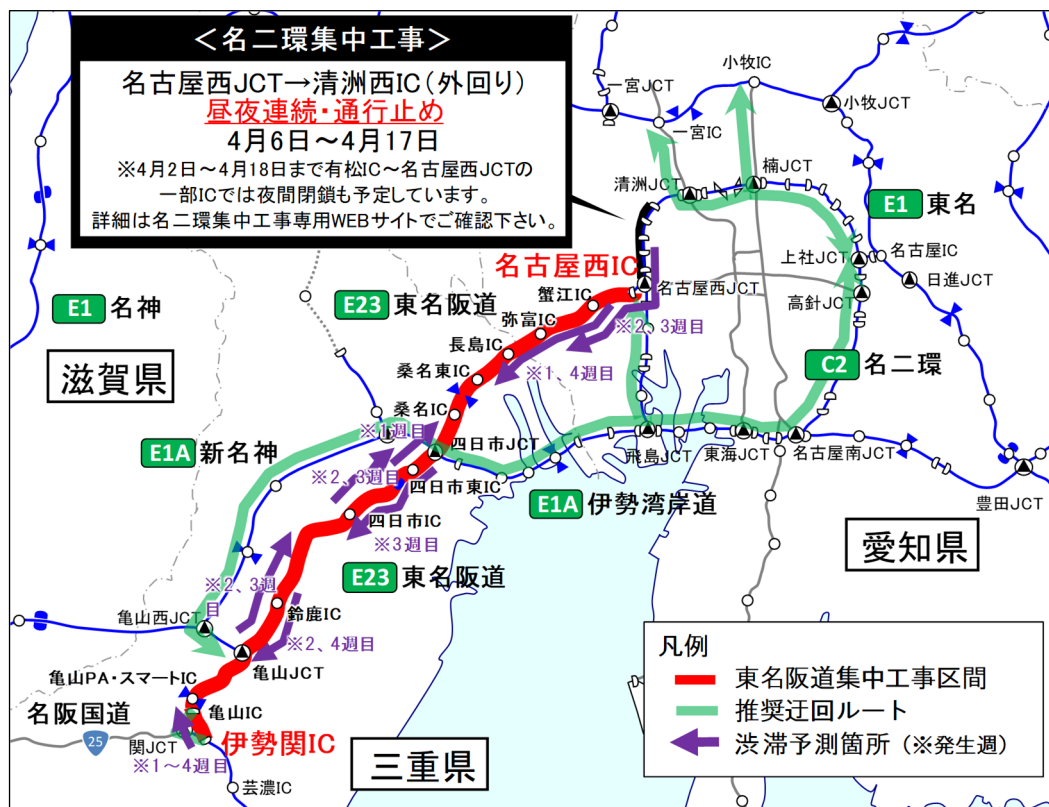 ＜名二環集中工事＞
名古屋西JCT→清洲西IC（外回り）
昼夜連続・通行止め
4月6日～4月17日
※4月2日～4月18日まで有松IC～名古屋西JCTの
一部ICでは夜間閉鎖も予定しています。
詳細は名二環集中工事専用WEBサイトでご確認下さい。
小牧IC
一宮JCT
小牧JCT
一宮IC
楠JCT
清洲JCT
E1 東名
名古屋IC
上社JCT
日進JCT
高針JCT
名古屋西IC
名古屋西JCT
E1 名神
E23 東名阪道
蟹江IC
弥富IC
※2、3週目
長島IC
※1、4週目
桑名東IC
C2 名二環
滋賀県
桑名IC
※1週目
E1A 新名神
四日市JCT
飛島JCT
東海JCT
名古屋南JCT
※2、3週目
四日市東IC
E1A 伊勢湾岸道
豊田JCT
四日市IC
※3週目
愛知県
E23 東名阪道
※2、3週
目
鈴鹿IC
亀山西JCT
※2、4週目
亀山JCT
亀山PA・スマートIC
名阪国道
亀山IC
25
関JCT
伊勢関IC
※1～4週目
芸濃IC
三重県
凡例
東名阪道集中工事区間
推奨迂回ルート
渋滞予測箇所（※発生週）